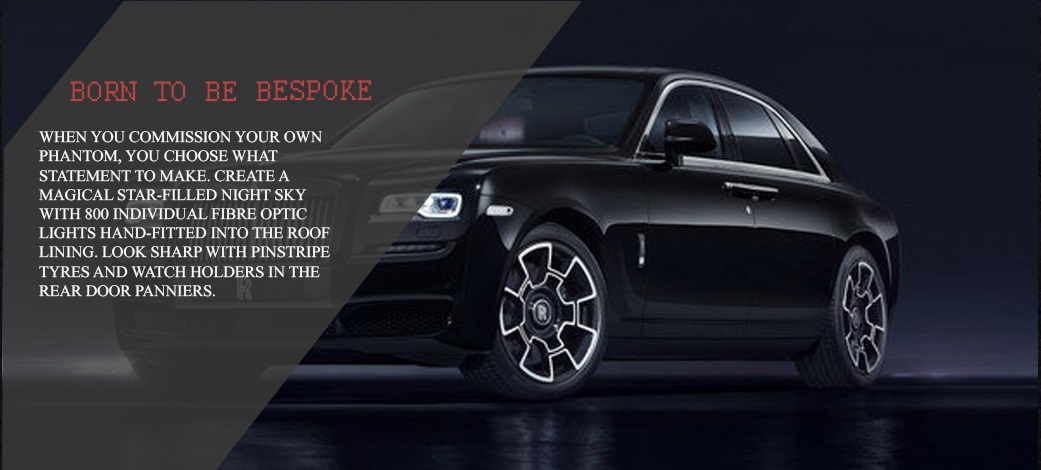 BORN TO BE BESPOKE
WHEN YOU COMMISSION YOUR OWN
PHANTOM, YOU CHOOSE WHAT
STATEMENT TO MAKE. CREATE A
MAGICAL STAR-FILLED NIGHT SKY
WITH 800 INDIVIDUAL FIBRE OPTIC
LIGHTS HAND-FITTED INTO THE ROOF
LINING. LOOK SHARP WITH PINSTRIPE
TYRES AND WATCH HOLDERS IN THE
REAR DOOR PANNIERS.